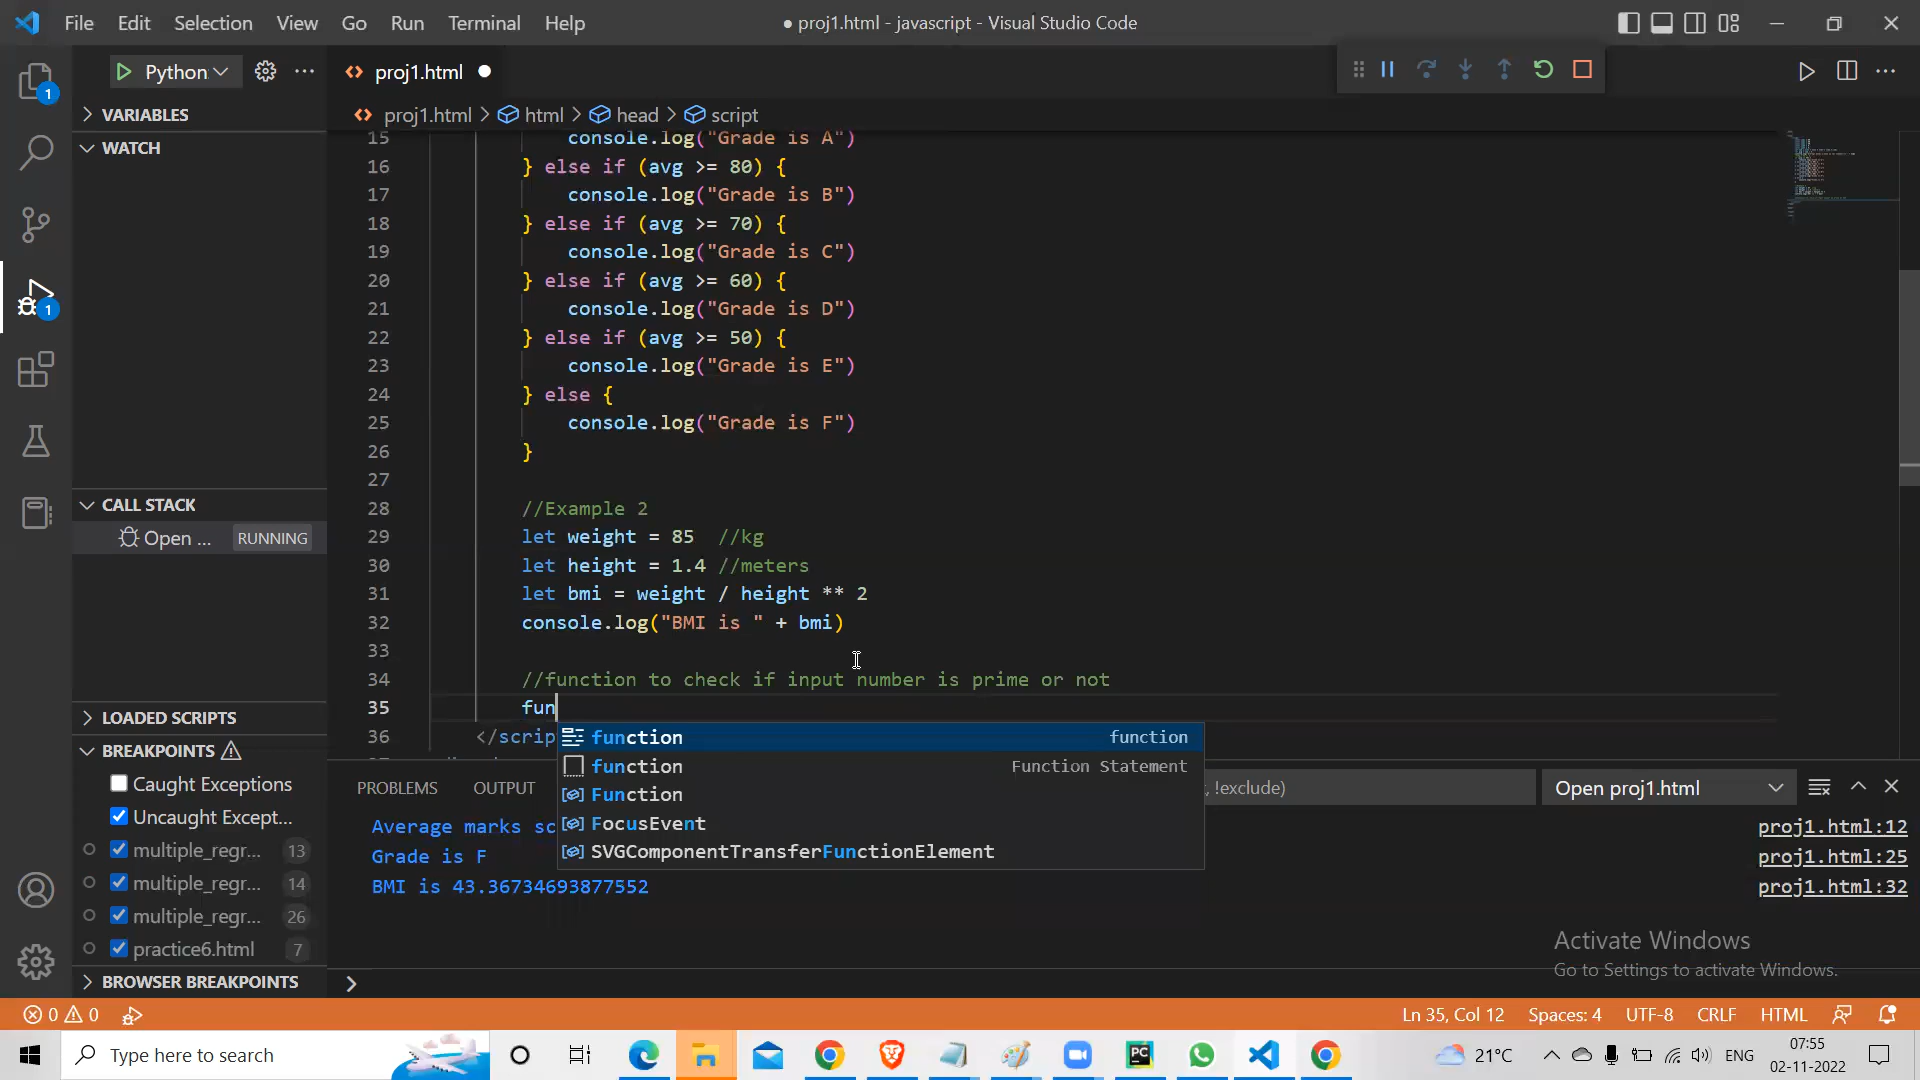 File Edit Selection View Go Run Terminal Help
● proj1.html - javascript - Visual Studio Code
Python
proj1.html ●
proj1.html > html > head > script
VARIABLES
WATCH
CALL STACK
Open ... RUNNING
LOADED SCRIPTS
BREAKPOINTS
Caught Exceptions
Uncaught Except...
multiple_regr... 13
multiple_regr... 14
multiple_regr... 26
practice6.html 7
BROWSER BREAKPOINTS
15 console.log("Grade is A")
16 } else if (avg >= 80) {
17 console.log("Grade is B")
18 } else if (avg >= 70) {
19 console.log("Grade is C")
20 } else if (avg >= 60) {
21 console.log("Grade is D")
22 } else if (avg >= 50) {
23 console.log("Grade is E")
24 } else {
25 console.log("Grade is F")
26 }
27
28 //Example 2
29 let weight = 85 //kg
30 let height = 1.4 //meters
31 let bmi = weight / height ** 2
32 console.log("BMI is " + bmi)
33
34 //function to check if input number is prime or not
35 fun
36 </scrip
function function
function Function Statement
Function
FocusEvent
SVGComponentTransferFunctionElement
PROBLEMS OUTPUT , !exclude) Open proj1.html
Average marks sc proj1.html:12
Grade is F proj1.html:25
BMI is 43.36734693877552 proj1.html:32
Activate Windows
Go to Settings to activate Windows.
1
1
0 0 Ln 35, Col 12 Spaces: 4 UTF-8 CRLF HTML
Type here to search 21°C ENG 07:55
02-11-2022